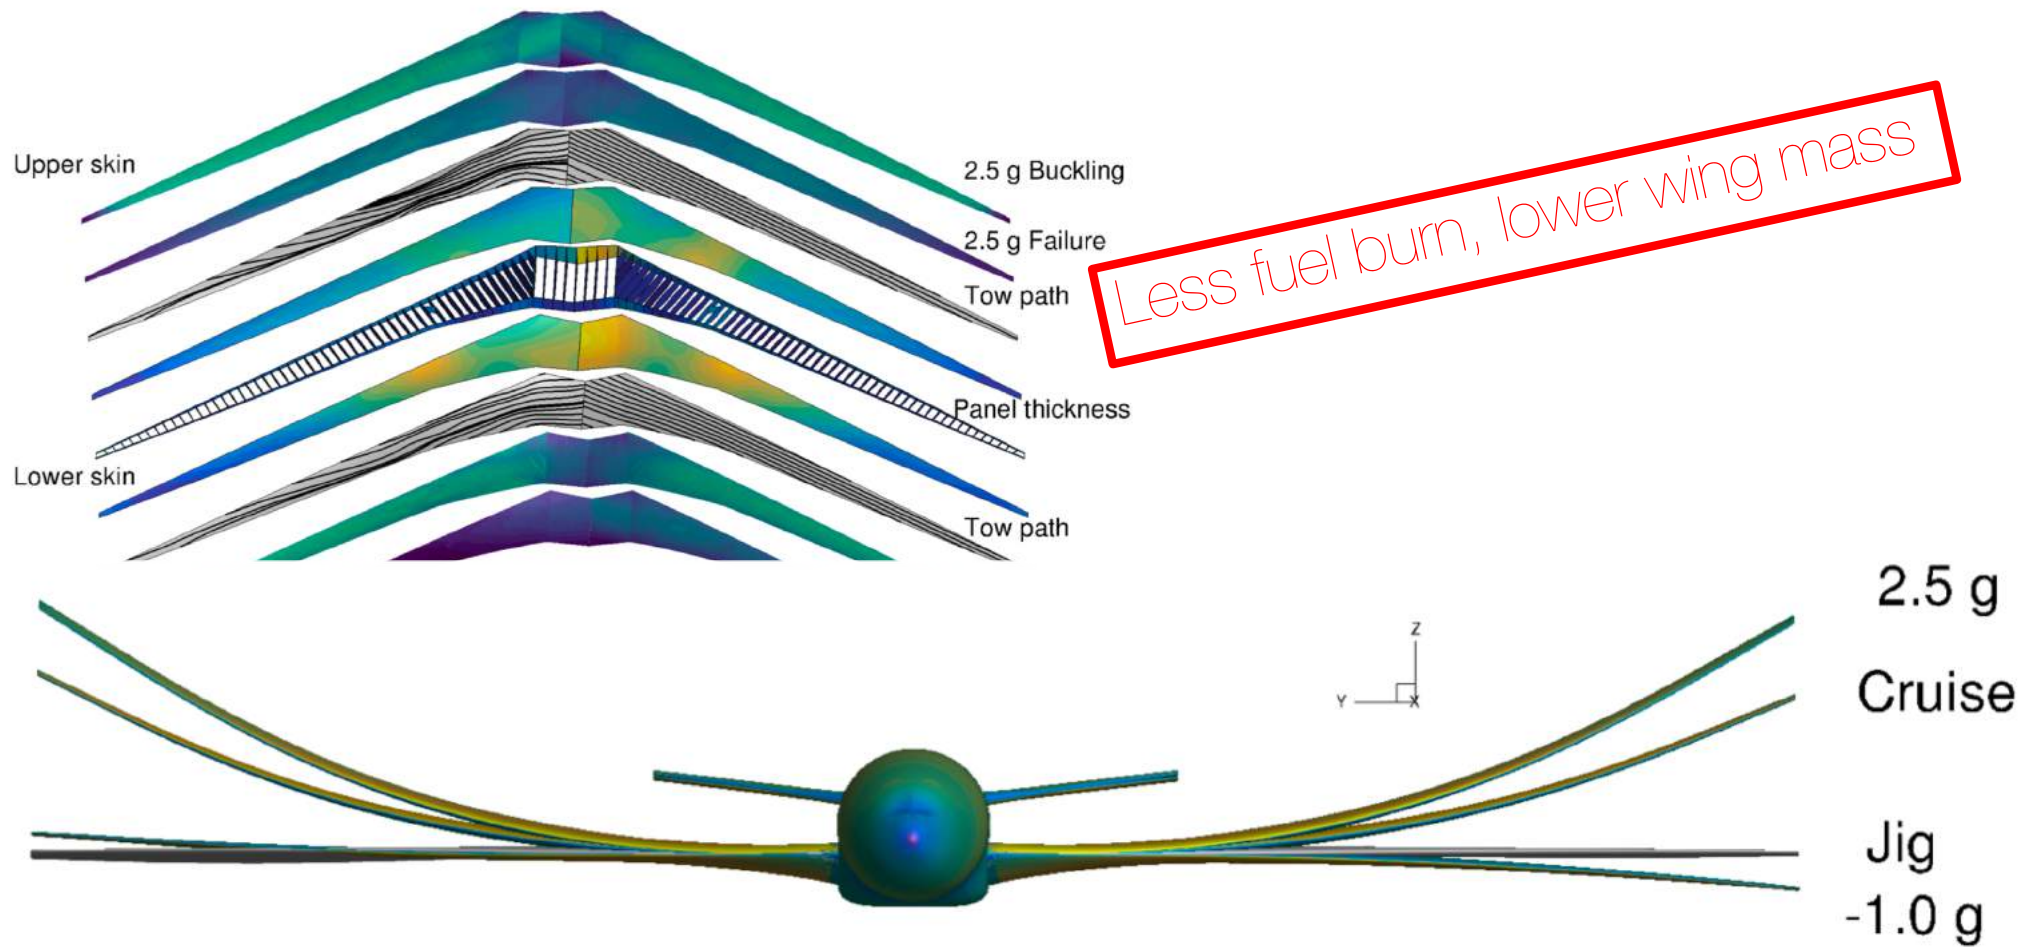 Upper skin
2.5 g Buckling
2.5 g Failure
Tow path
Less fuel burn, lower wing mass
Panel thickness
Lower skin
Tow path
2.5 g
Z
Y
X
Cruise
Jig
-1.0 g